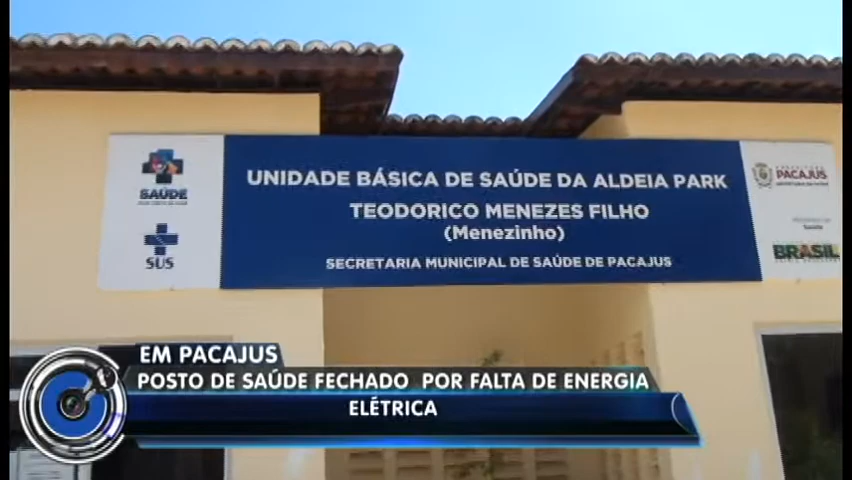 UNIDADE BÁSICA DE SAÚDE DA ALDEIA PARK
TEODORICO MENEZES FILHO
(Menezinho)
SECRETARIA MUNICIPAL DE SAÚDE DE PACAJUS
SAÚDE
SUS
PREFEITURA
PACAJUS
BRASIL
EM PACAJUS
POSTO DE SAÚDE FECHADO POR FALTA DE ENERGIA
ELÉTRICA